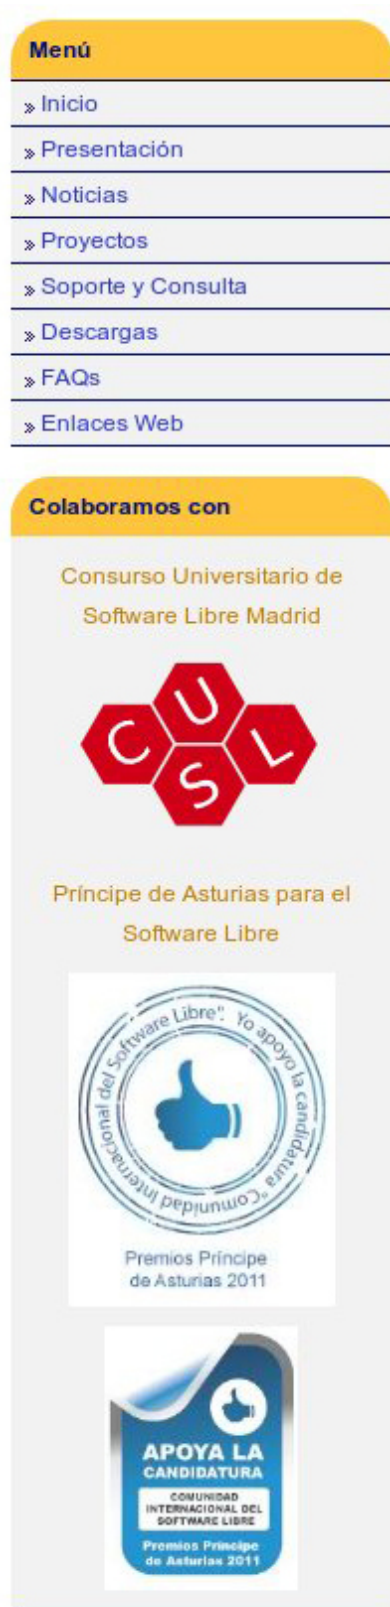 Menú
» Inicio
» Presentación
» Noticias
» Proyectos
» Soporte y Consulta
» Descargas
» FAQs
» Enlaces Web
Colaboramos con
Consurso Universitario de
Software Libre Madrid
CUSL
Príncipe de Asturias para el
Software Libre
Yo apoyo la candidatura "Comunidad Internacional del Software Libre".
Premios Príncipe
de Asturias 2011
APOYA LA
CANDIDATURA
COMUNIDAD
INTERNACIONAL DEL
SOFTWARE LIBRE
Premios Príncipe
de Asturias 2011